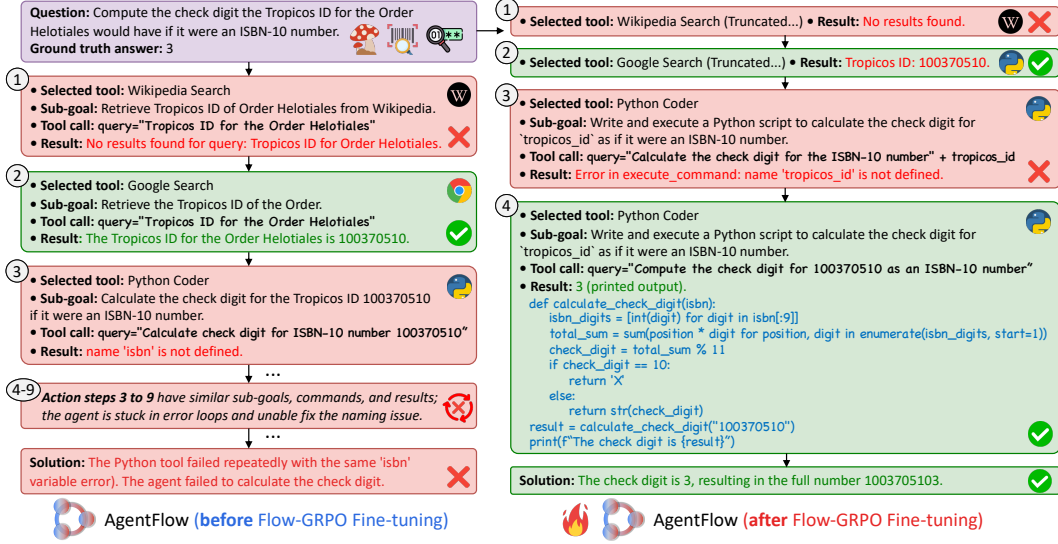 Question: Compute the check digit the Tropicos ID for the Order
Helotiales would have if it were an ISBN-10 number.
Ground truth answer: 3
1
• Selected tool: Wikipedia Search
• Sub-goal: Retrieve Tropicos ID of Order Helotiales from Wikipedia.
• Tool call: query="Tropicos ID for the Order Helotiales"
• Result: No results found for query: Tropicos ID for Order Helotiales.
W
2
• Selected tool: Google Search
• Sub-goal: Retrieve the Tropicos ID of the Order.
• Tool call: query="Tropicos ID for the Order Helotiales"
• Result: The Tropicos ID for the Order Helotiales is 100370510.
3
• Selected tool: Python Coder
• Sub-goal: Calculate the check digit for the Tropicos ID 100370510
if it were an ISBN-10 number.
• Tool call: query="Calculate check digit for ISBN-10 number 100370510"
• Result: name 'isbn' is not defined.
...
4-9
Action steps 3 to 9 have similar sub-goals, commands, and results;
the agent is stuck in error loops and unable fix the naming issue.
...
Solution: The Python tool failed repeatedly with the same 'isbn'
variable error). The agent failed to calculate the check digit.
AgentFlow (before Flow-GRPO Fine-tuning)
1
• Selected tool: Wikipedia Search (Truncated...) • Result: No results found.
W
2
• Selected tool: Google Search (Truncated...) • Result: Tropicos ID: 100370510.
3
• Selected tool: Python Coder
• Sub-goal: Write and execute a Python script to calculate the check digit for
`tropicos_id` as if it were an ISBN-10 number.
• Tool call: query="Calculate the check digit for the ISBN-10 number" + tropicos_id
• Result: Error in execute_command: name 'tropicos_id' is not defined.
4
• Selected tool: Python Coder
• Sub-goal: Write and execute a Python script to calculate the check digit for
`tropicos_id` as if it were an ISBN-10 number.
• Tool call: query="Compute the check digit for 100370510 as an ISBN-10 number"
• Result: 3 (printed output).
def calculate_check_digit(isbn):
isbn_digits = [int(digit) for digit in isbn[:9]]
total_sum = sum(position * digit for position, digit in enumerate(isbn_digits, start=1))
check_digit = total_sum % 11
if check_digit == 10:
return 'X'
else:
return str(check_digit)
result = calculate_check_digit("100370510")
print(f"The check digit is {result}")
Solution: The check digit is 3, resulting in the full number 1003705103.
AgentFlow (after Flow-GRPO Fine-tuning)